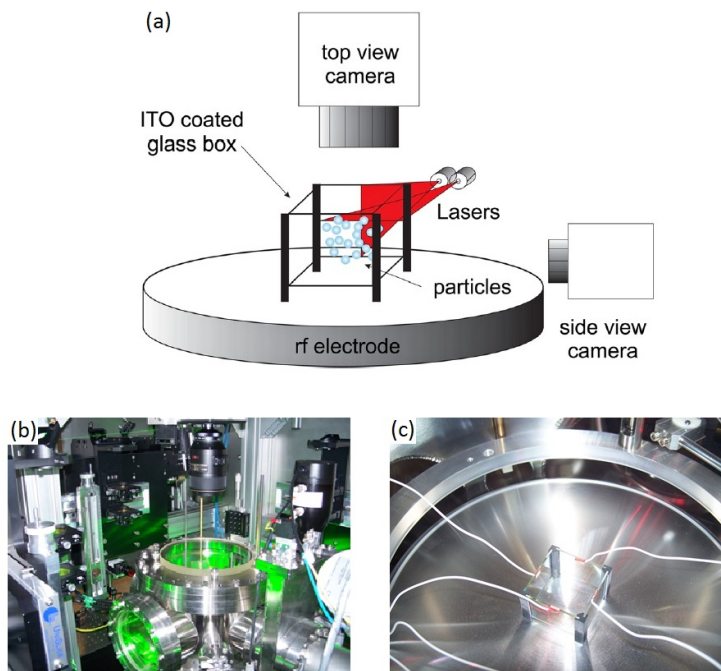 (a)
top view
camera
ITO coated
glass box
Lasers
particles
rf electrode
side view
camera
(b)
(c)